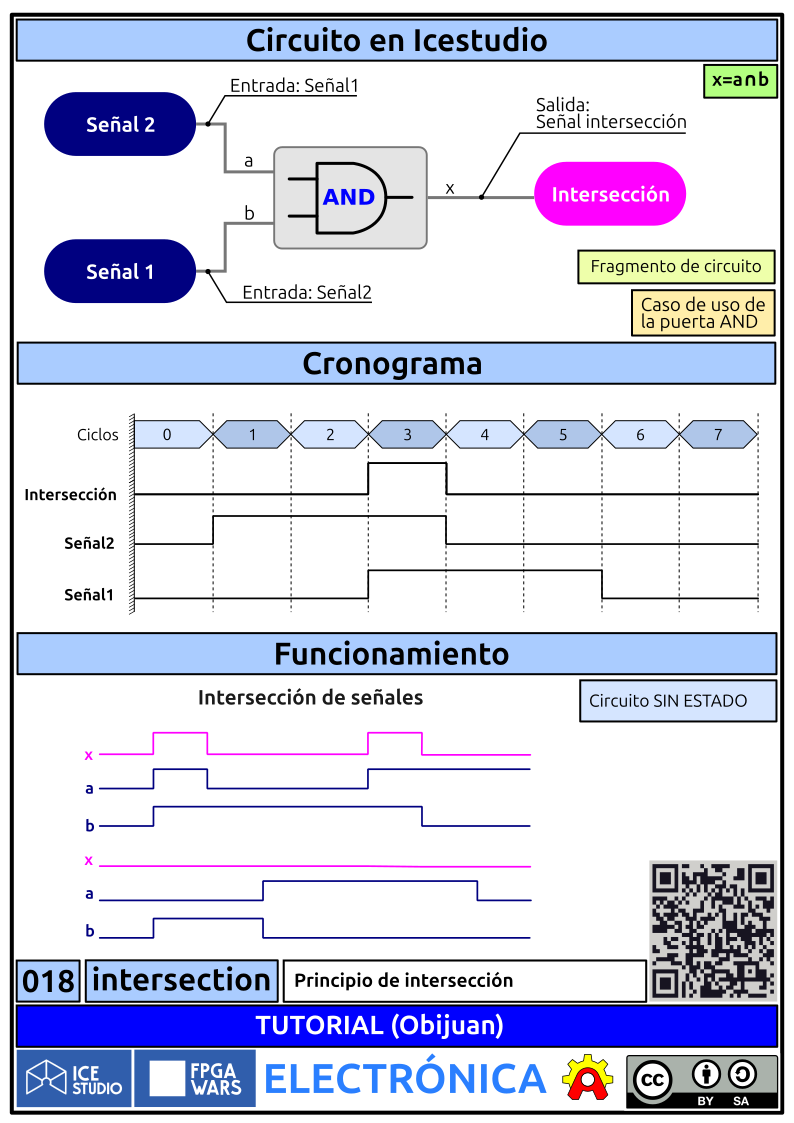 Circuito en Icestudio
x=a∩b
Entrada: Señal1
Señal 2
a
Salida:
Señal intersección
AND
x
Intersección
b
Señal 1
Entrada: Señal2
Fragmento de circuito
Caso de uso de
la puerta AND
Cronograma
Ciclos 0 1 2 3 4 5 6 7
Intersección
Señal2
Señal1
Funcionamiento
Intersección de señales
Circuito SIN ESTADO
x
a
b
x
a
b
018 intersection Principio de intersección
TUTORIAL (Obijuan)
ICE
STUDIO
FPGA
WARS
ELECTRÓNICA
A
cc
BY SA